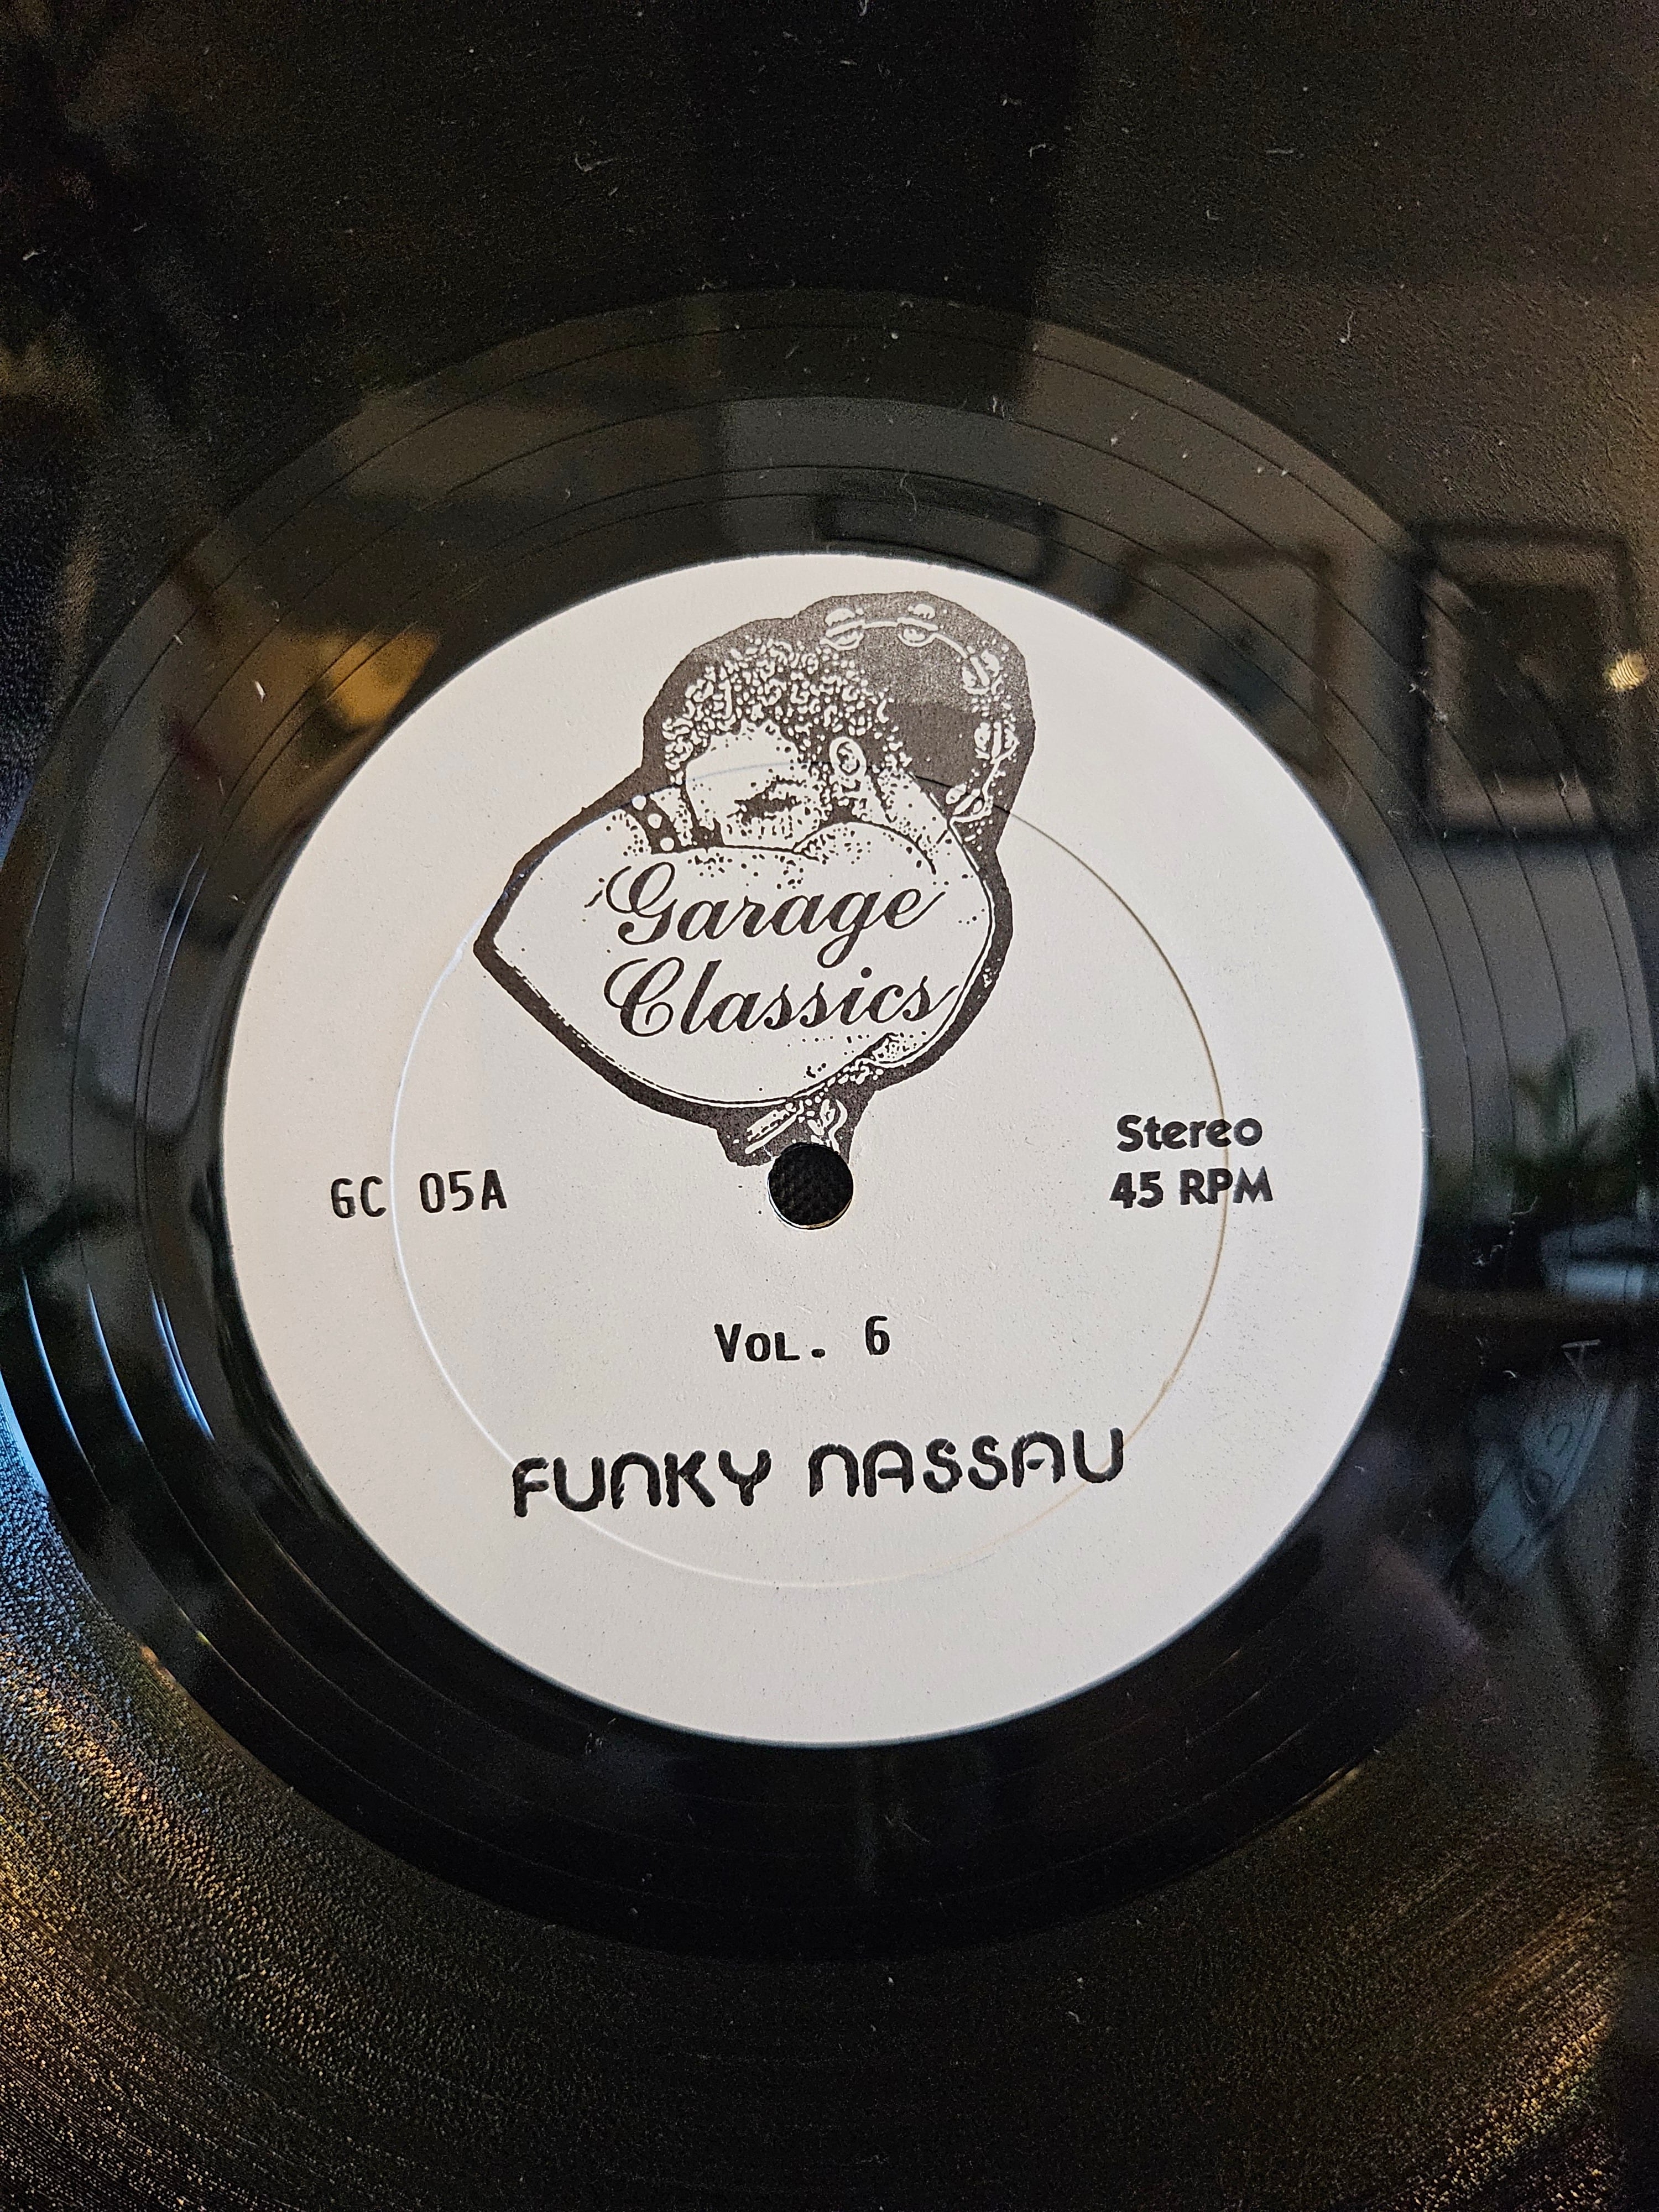 Garage
Classics
GC 05A
Stereo
45 RPM
VOL. 6
FUNKY NASSAU